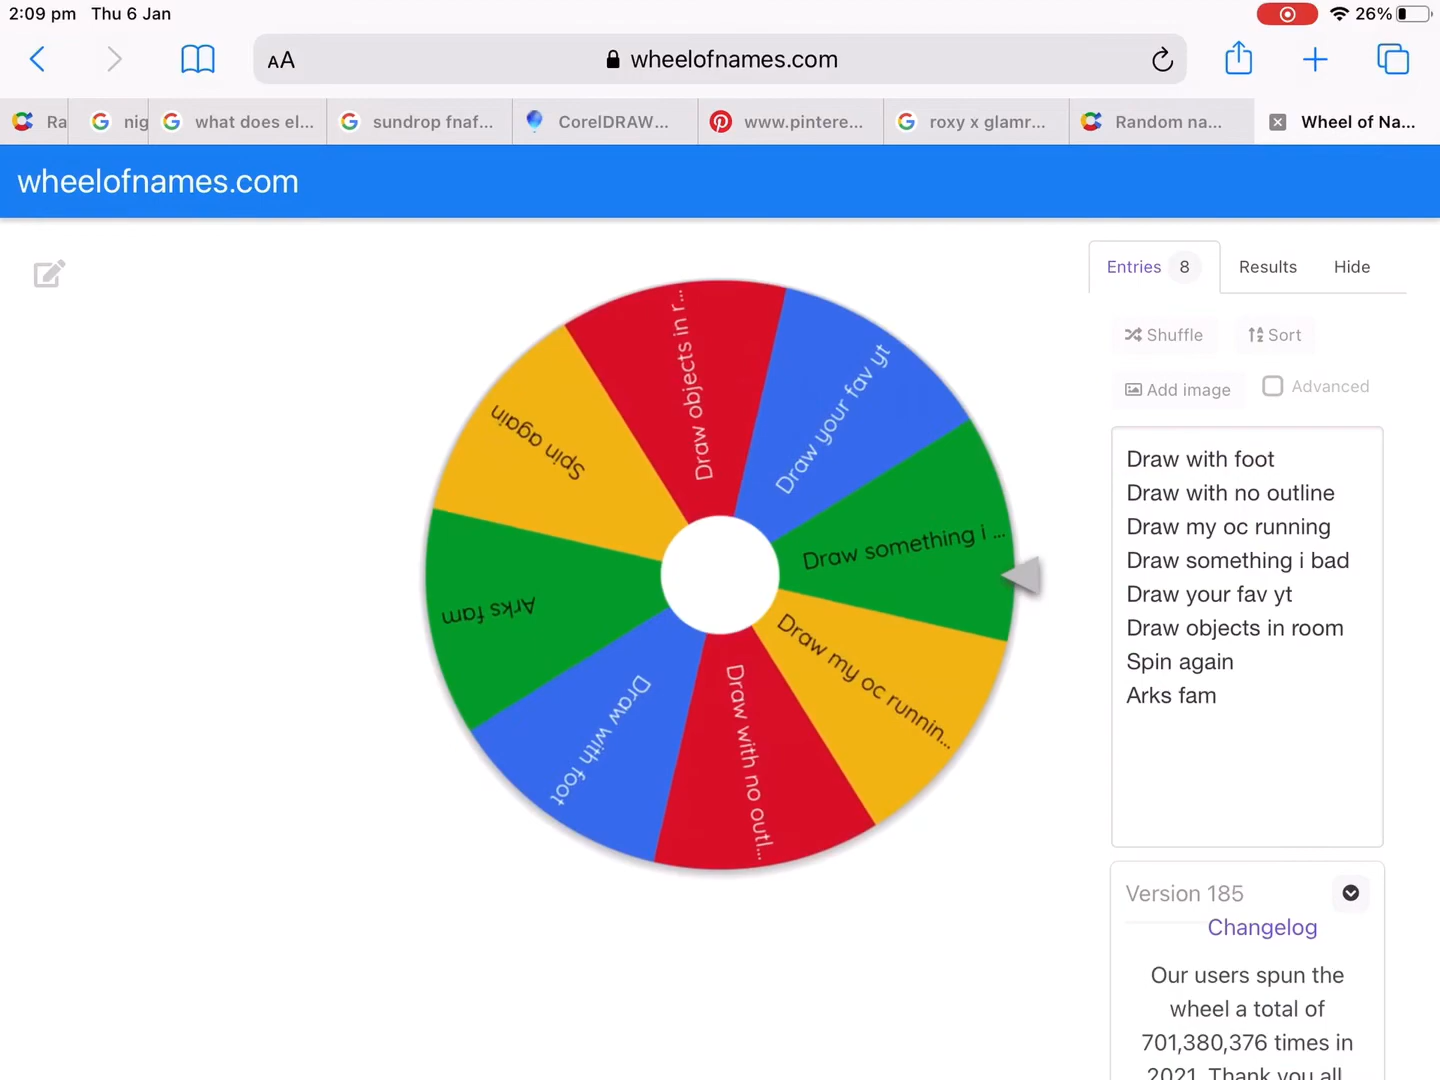 2:09 pm Thu 6 Jan
26%
AA
wheelofnames.com
Ra
nig
what does el...
sundrop fnaf...
CorelDRAW...
www.pintere...
roxy x glamr...
Random na...
Wheel of Na...
wheelofnames.com
Entries 8
Results
Hide
Shuffle
Sort
Add image
Advanced
Draw objects in r...
Draw your fav yt
Draw something i ...
Draw my oc runnin...
Draw with no outl...
Draw with foot
Arks fam
Spin again
Draw with foot
Draw with no outline
Draw my oc running
Draw something i bad
Draw your fav yt
Draw objects in room
Spin again
Arks fam
Version 185
Changelog
Our users spun the
wheel a total of
701,380,376 times in
2021. Thank you all